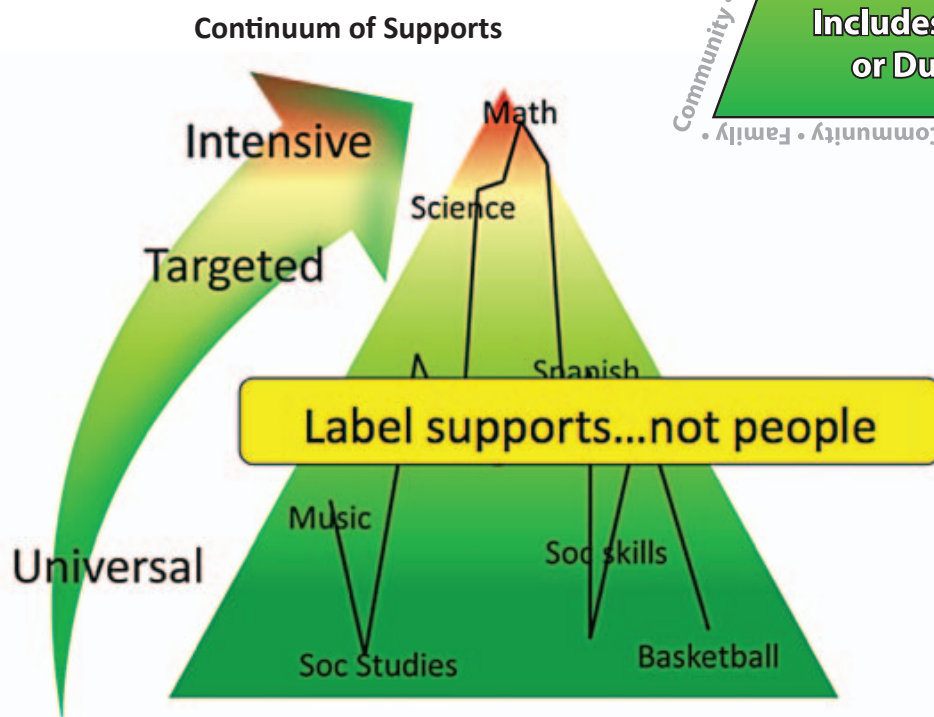 Continuum of Supports
Includes
or Du
Community •
• Family • Community
Intensive
Math
Science
Targeted
Spanish
Label supports...not people
Music
Soc skills
Universal
Soc Studies
Basketball